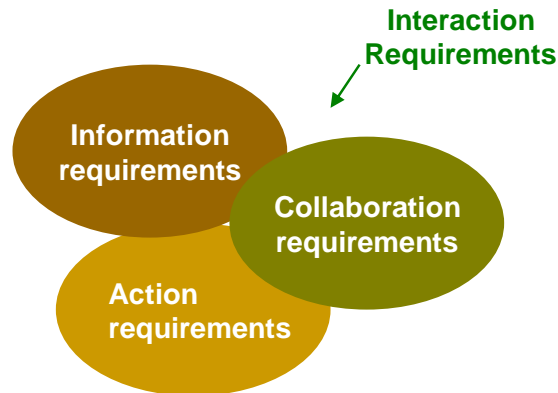 Interaction
Requirements
Information
requirements
Collaboration
requirements
Action
requirements